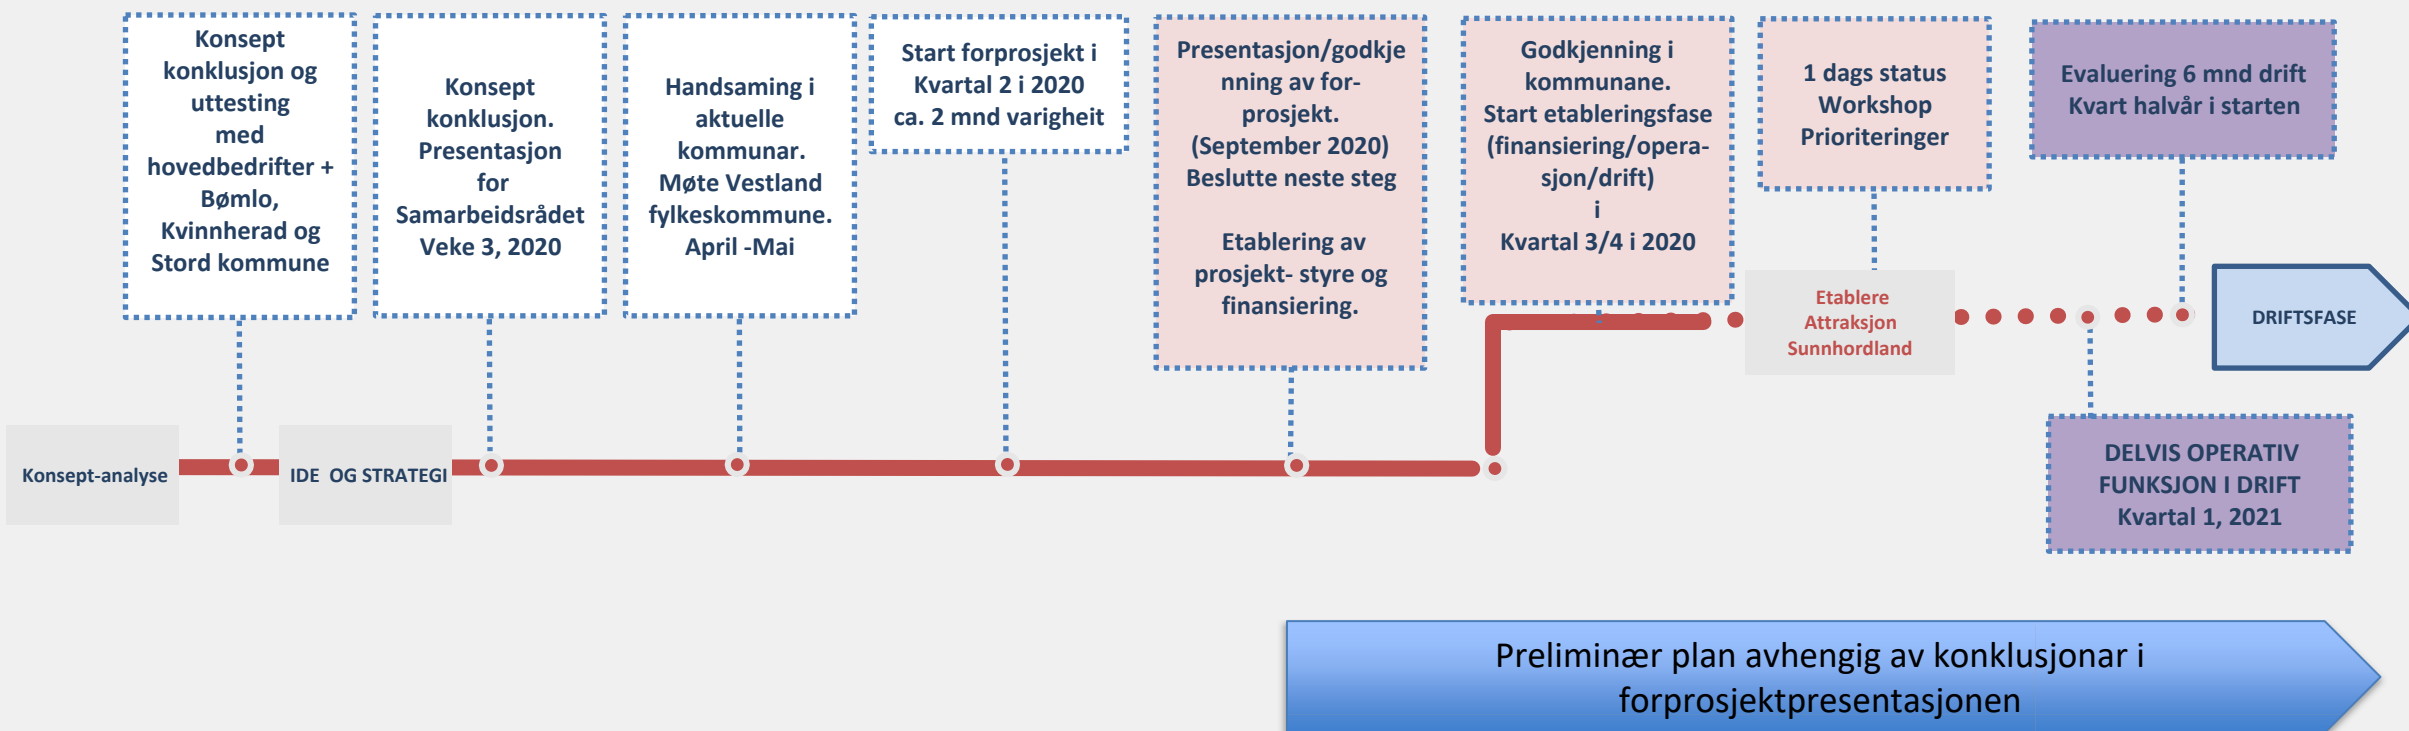 Konsept
konklusjon og
uttesting
med
hovedbedrifter +
Bømlo,
Kvinnherad og
Stord kommune
Konsept
konklusjon.
Presentasjon
for
Samarbeidsrådet
Veke 3, 2020
Handsaming i
aktuelle
kommunar.
Møte Vestland
fylkeskommune.
April -Mai
Start forprosjekt i
Kvartal 2 i 2020
ca. 2 mnd varigheit
Presentasjon/godkje
nning av for-
prosjekt.
(September 2020)
Beslutte neste steg
Etablering av
prosjekt- styre og
finansiering.
Godkjenning i
kommunane.
Start etableringsfase
(finansiering/opera-
sjon/drift)
i
Kvartal 3/4 i 2020
1 dags status
Workshop
Prioriteringer
Evaluering 6 mnd drift
Kvart halvår i starten
Etablere
Attraksjon
Sunnhordland
DRIFTSFASE
Konsept-analyse
IDE OG STRATEGI
DELVIS OPERATIV
FUNKSJON I DRIFT
Kvartal 1, 2021
Preliminær plan avhengig av konklusjonar i
forprosjektpresentasjonen